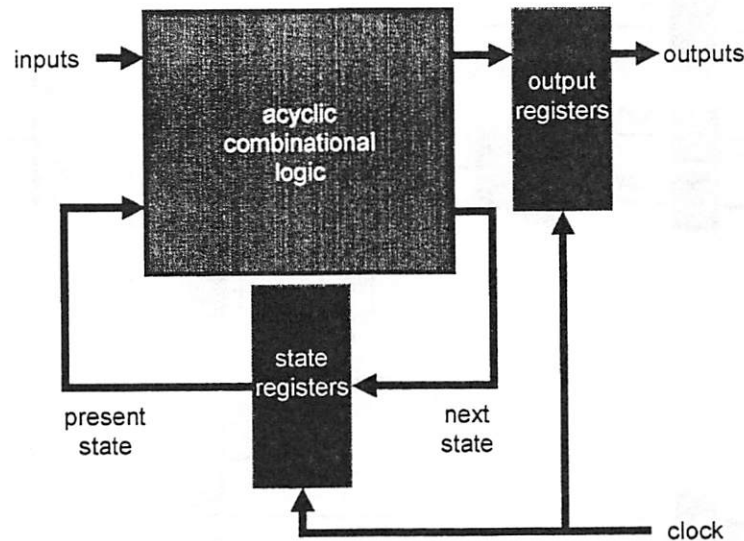 inputs
acyclic
combinational
logic
output
registers
outputs
state
registers
present
state
next
state
clock